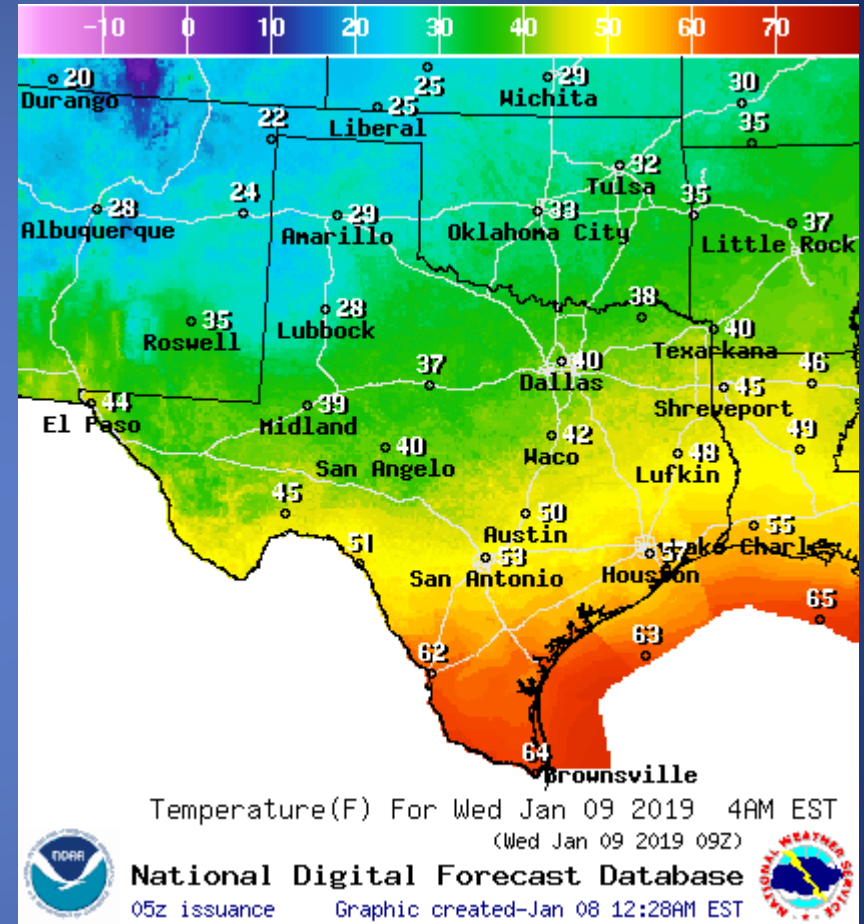 -10 0 10 20 30 40 50 60 70
20 25 29 30
Durango 25 Wichita
22 Liberal 35
32
Tulsa
28 24 29 33 35 37
Albuquerque Amarillo Oklahoma City Little Rock
35 28 38 40
Roswell Lubbock Texarkana
37 40 46
Dallas 45
44 39 Shreveport
El Paso Midland
40 42 48 49
San Angelo Waco Lufkin
45 50 55
51 Austin Lake Charles
53 57
San Antonio Houston
65
62 63
64
Brownsville
Temperature(F) For Wed Jan 09 2019 4AM EST
(Wed Jan 09 2019 09Z)
National Digital Forecast Database
05z issuance Graphic created-Jan 08 12:28AM EST
NOAA
NATIONAL WEATHER SERVICE